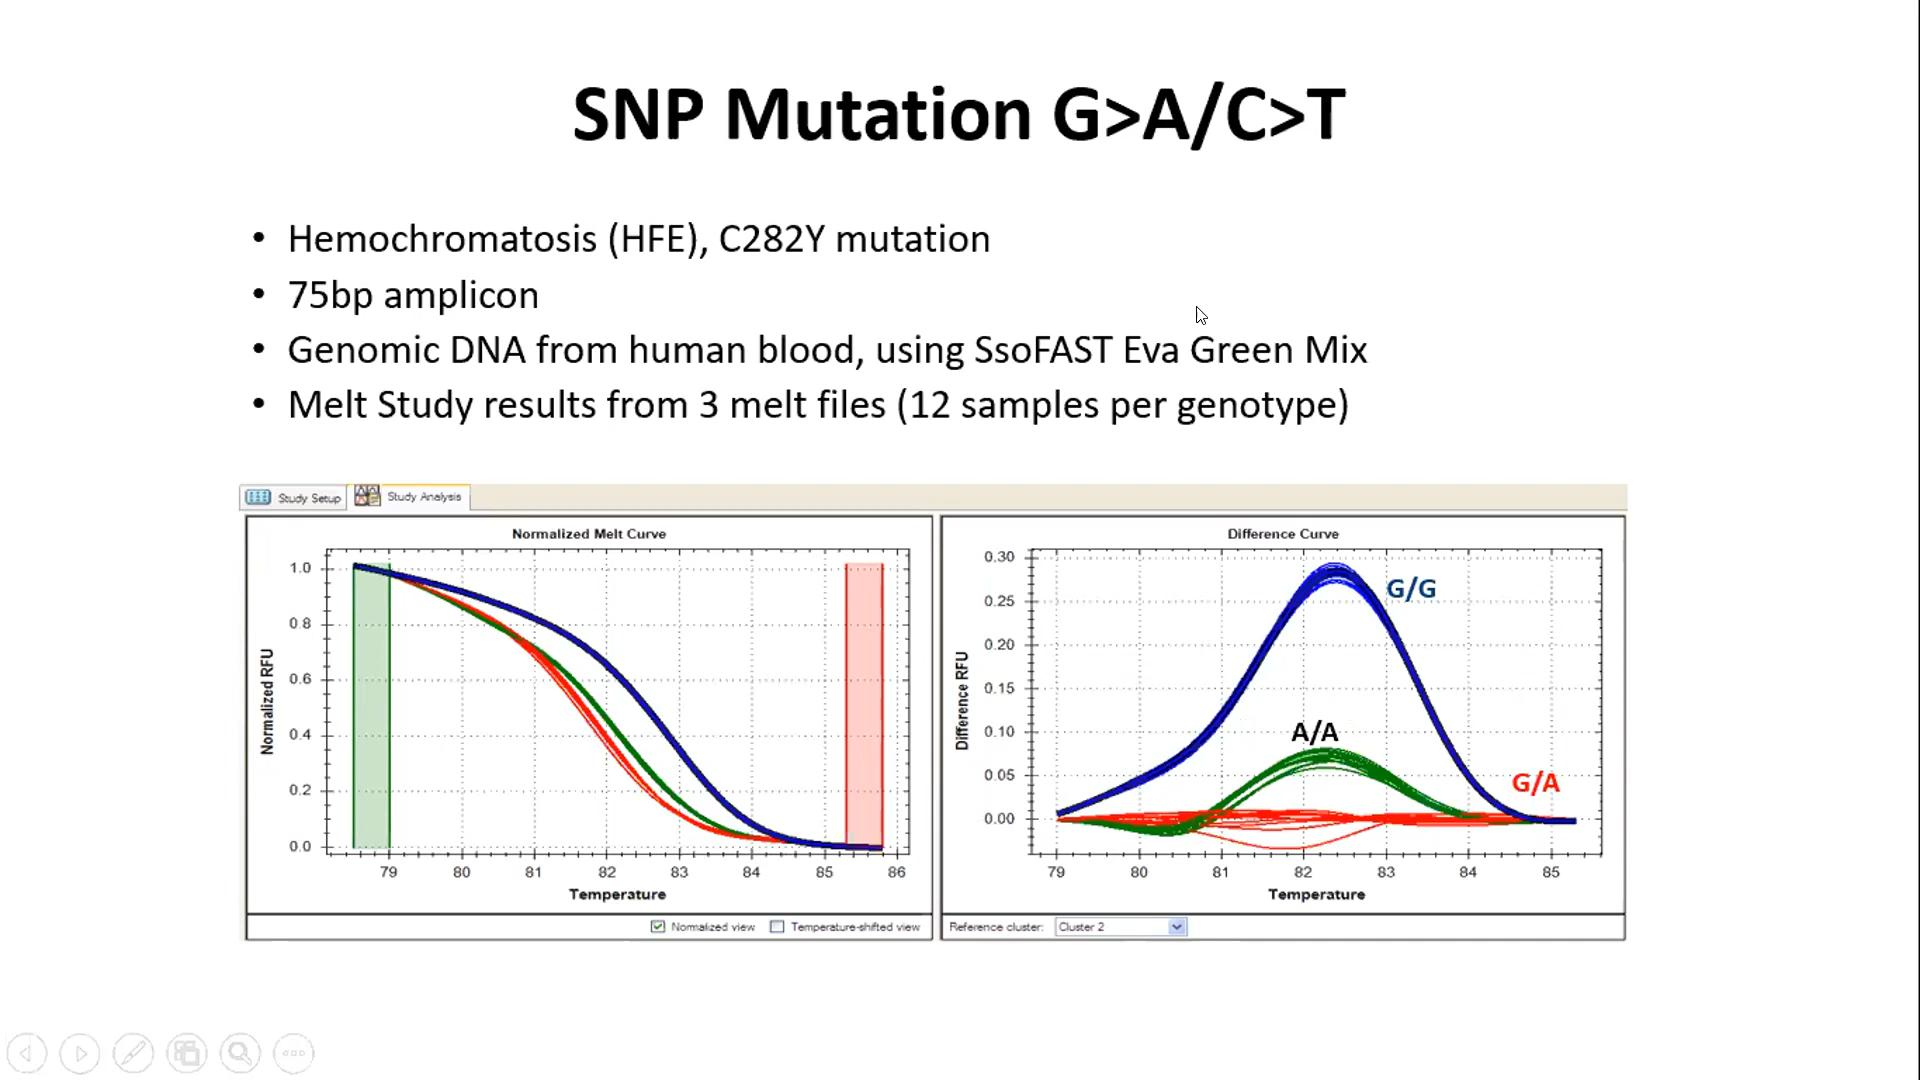 SNP Mutation G>A/C>T
• Hemochromatosis (HFE), C282Y mutation
• 75bp amplicon
• Genomic DNA from human blood, using SsoFAST Eva Green Mix
• Melt Study results from 3 melt files (12 samples per genotype)
Study Setup Study Analysis
Normalized Melt Curve
1.0
0.8
0.6
0.4
0.2
0.0
Normalized RFU
79 80 81 82 83 84 85 86
Temperature
Normalized view Temperature-shifted view
Difference Curve
0.30
0.25
0.20
0.15
0.10
0.05
0.00
Difference RFU
G/G
A/A
G/A
79 80 81 82 83 84 85
Temperature
Reference cluster: Cluster 2